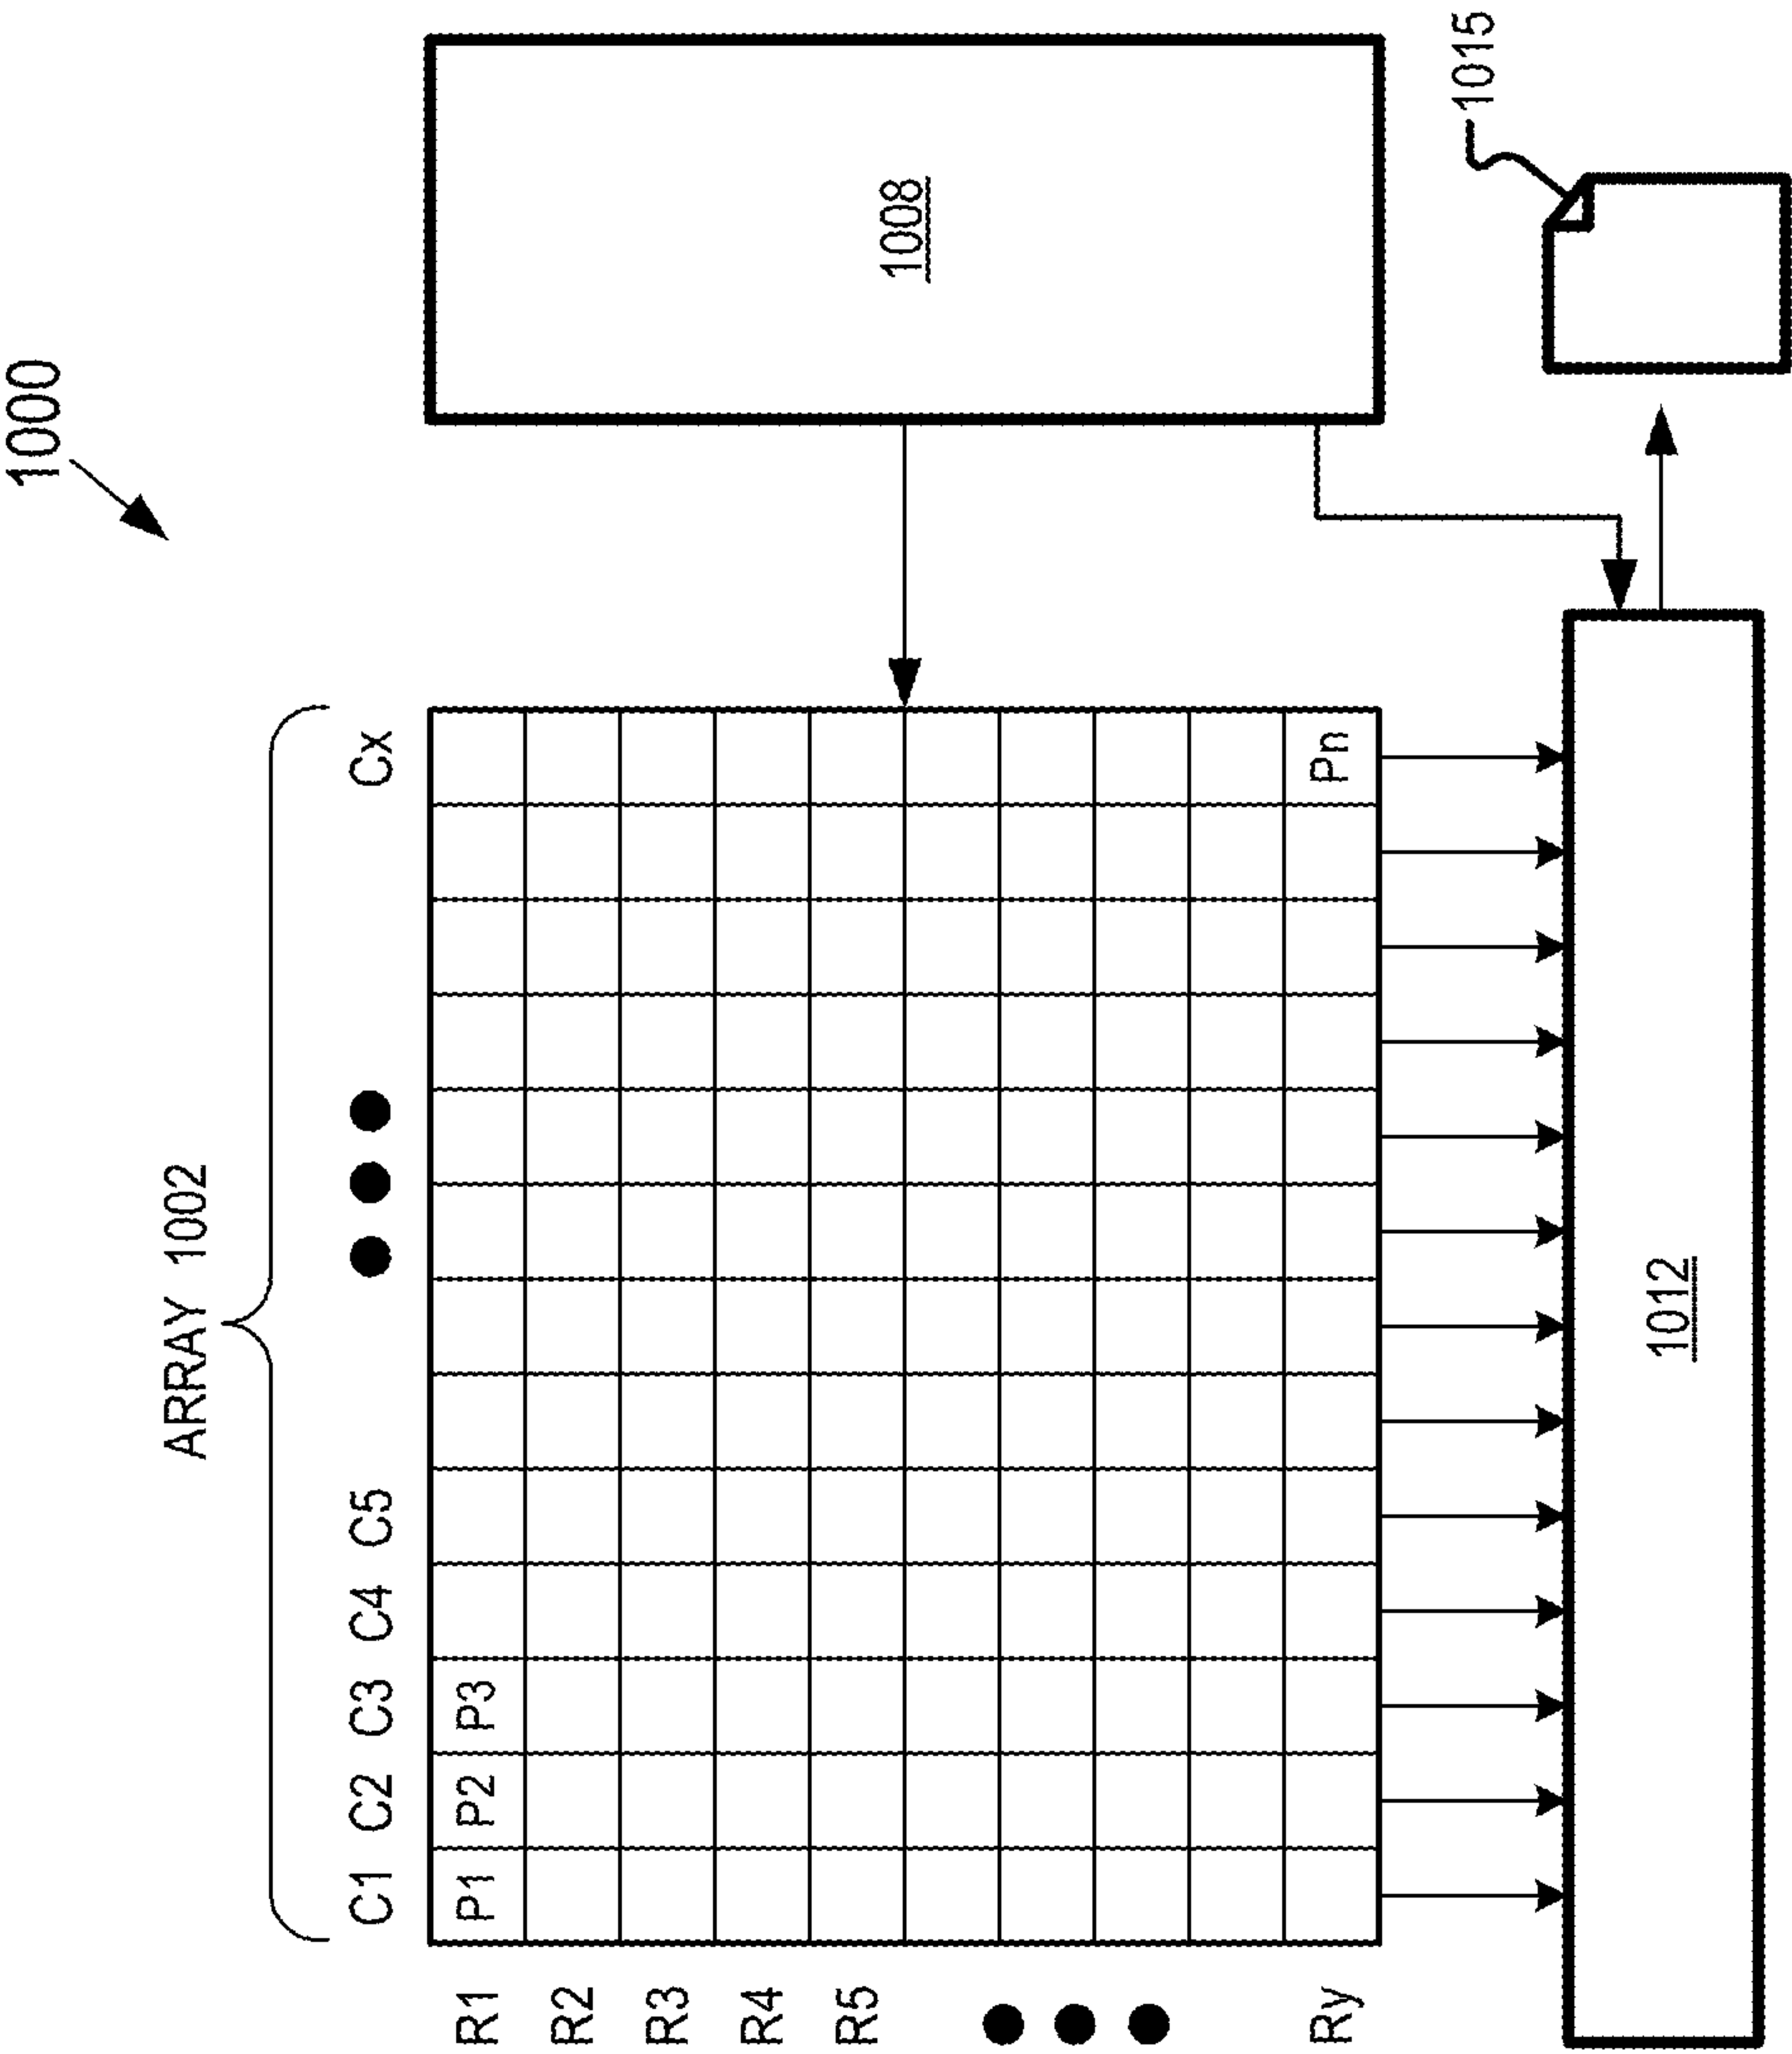 1000
ARRAY 1002
C1 C2 C3 C4 C5 ●●● Cx
R1 P1 P2 P3
R2
R3
R4
R5
●●●
Ry Pn
1008
1012
1015